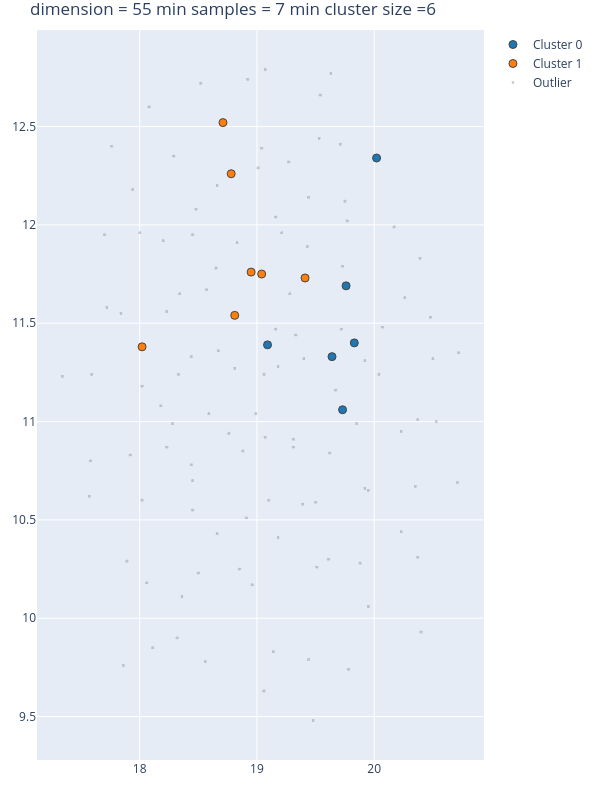 dimension = 55 min samples = 7 min cluster size =6
Cluster 0
Cluster 1
Outlier
12.5
12
11.5
11
10.5
10
9.5
18 19 20